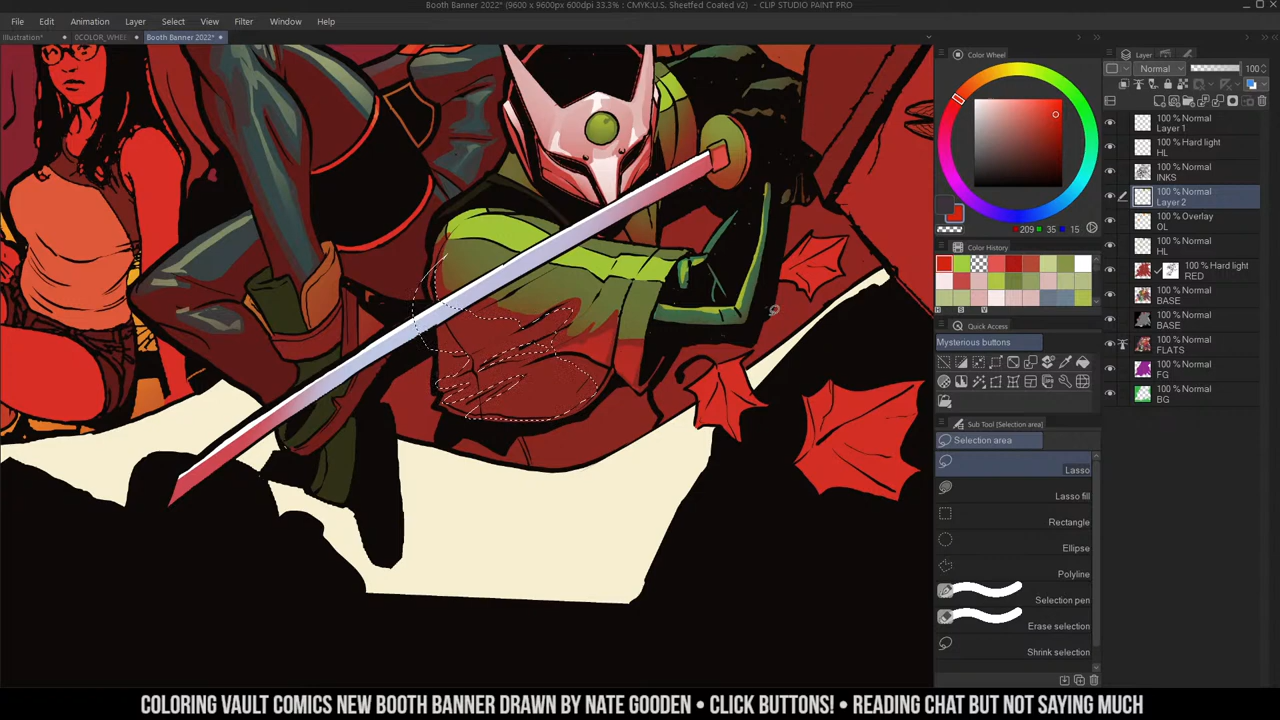 Booth Banner 2022* (9600 x 9600px 600dpi 33.3% : CMYK:U.S. Sheetfed Coated v2) - CLIP STUDIO PAINT PRO
File Edit Animation Layer Select View Filter Window Help
Illustration* 0COLOR_WHE Booth Banner 2022*
Color Wheel
209 35 15
Color History
H S V
Quick Access
Mysterious buttons
Sub Tool [Selection area]
Selection area
Lasso
Lasso fill
Rectangle
Ellipse
Polyline
Selection pen
Erase selection
Shrink selection
Layer
Normal 100
100 % Normal
Layer 1
100 % Hard light
HL
100 % Normal
INKS
100 % Normal
Layer 2
100 % Overlay
OL
100 % Normal
HL
100 % Hard light
RED
100 % Normal
BASE
100 % Normal
BASE
100 % Normal
FLATS
100 % Normal
FG
100 % Normal
BG
COLORING VAULT COMICS NEW BOOTH BANNER DRAWN BY NATE GOODEN • CLICK BUTTONS! • READING CHAT BUT NOT SAYING MUCH